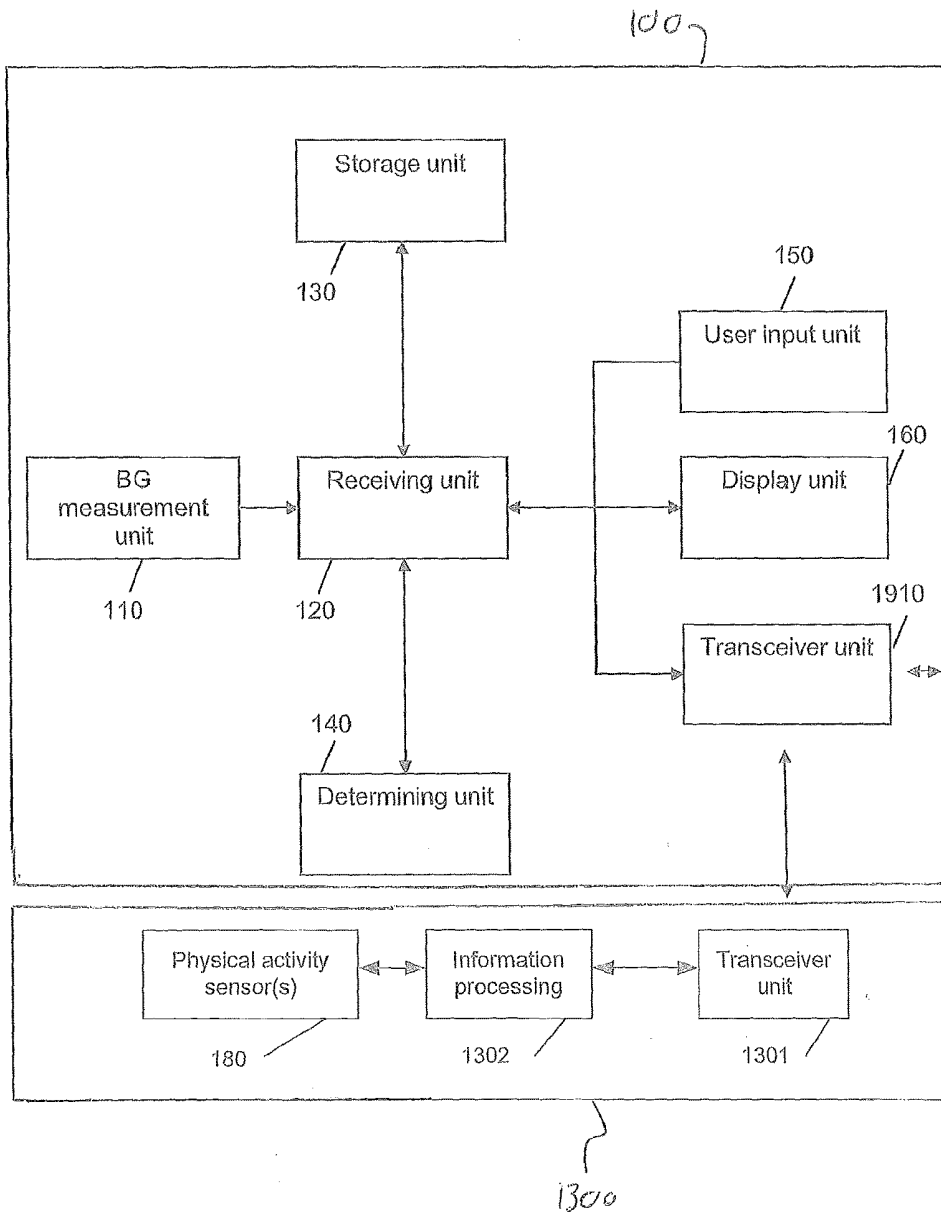 100
Storage unit
130
150
User input unit
160
BG
measurement
unit
Receiving unit
Display unit
110
120
1910
Transceiver unit
140
Determining unit
Physical activity
sensor(s)
Information
processing
Transceiver
unit
180
1302
1301
1300